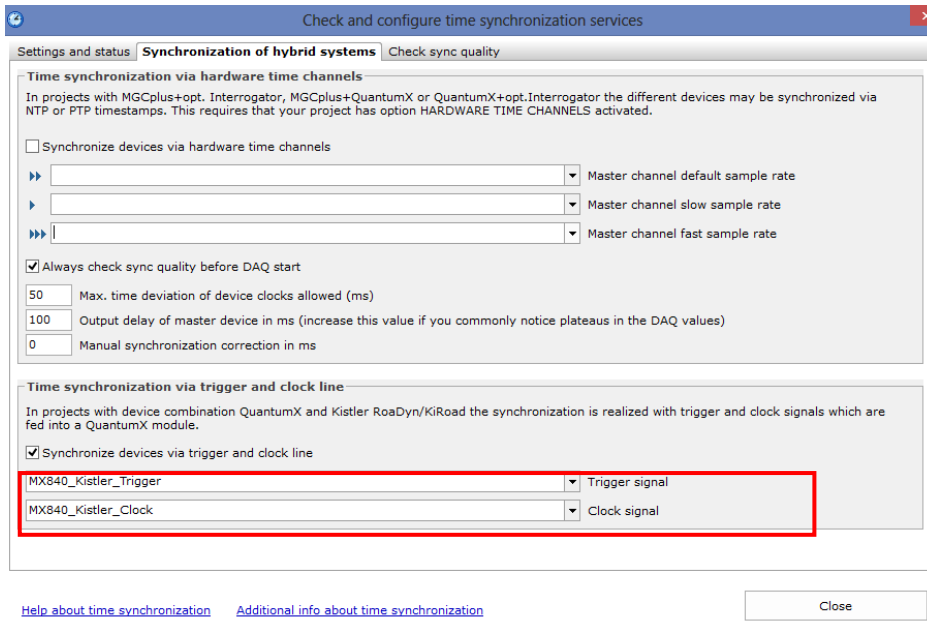 Check and configure time synchronization services
Settings and status Synchronization of hybrid systems Check sync quality
Time synchronization via hardware time channels
In projects with MGCplus+opt. Interrogator, MGCplus+QuantumX or QuantumX+opt.Interrogator the different devices may be synchronized via
NTP or PTP timestamps. This requires that your project has option HARDWARE TIME CHANNELS activated.
Synchronize devices via hardware time channels
Master channel default sample rate
Master channel slow sample rate
Master channel fast sample rate
Always check sync quality before DAQ start
50 Max. time deviation of device clocks allowed (ms)
100 Output delay of master device in ms (increase this value if you commonly notice plateaus in the DAQ values)
0 Manual synchronization correction in ms
Time synchronization via trigger and clock line
In projects with device combination QuantumX and Kistler RoaDyn/KiRoad the synchronization is realized with trigger and clock signals which are
fed into a QuantumX module.
Synchronize devices via trigger and clock line
MX840_Kistler_Trigger Trigger signal
MX840_Kistler_Clock Clock signal
Help about time synchronization Additional info about time synchronization Close